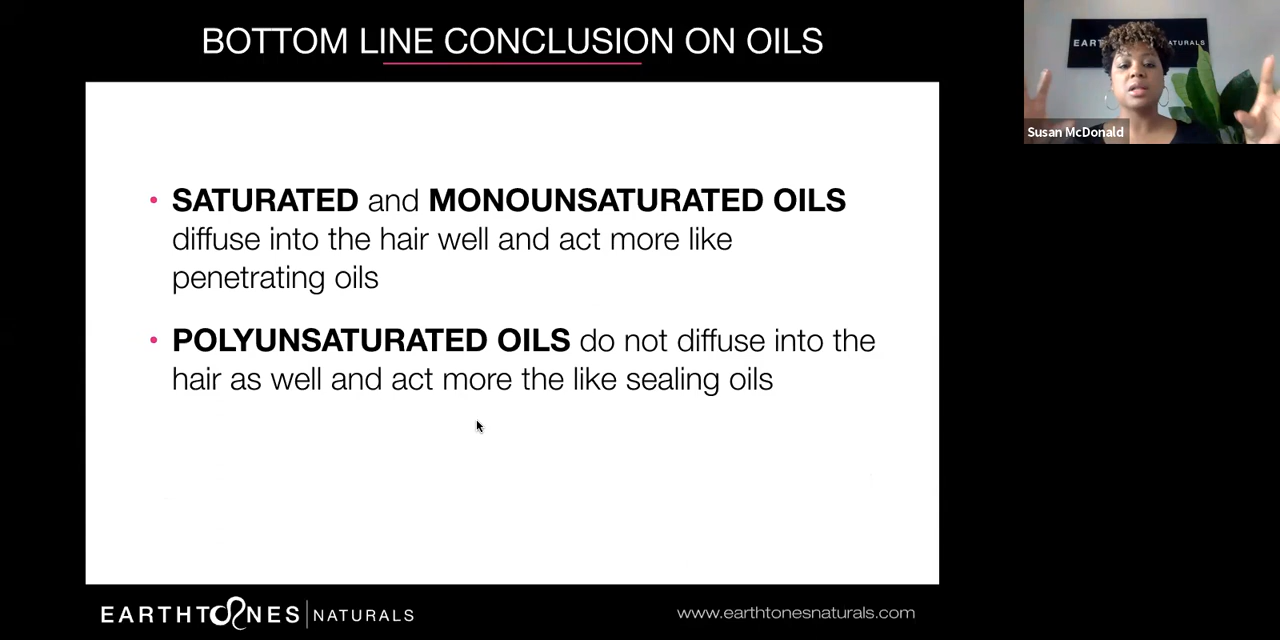 BOTTOM LINE CONCLUSION ON OILS
SATURATED and MONOUNSATURATED OILS
diffuse into the hair well and act more like
penetrating oils
POLYUNSATURATED OILS do not diffuse into the
hair as well and act more the like sealing oils
EARTHTONES NATURALS
www.earthtonesnaturals.com
EART NATURALS
Susan McDonald